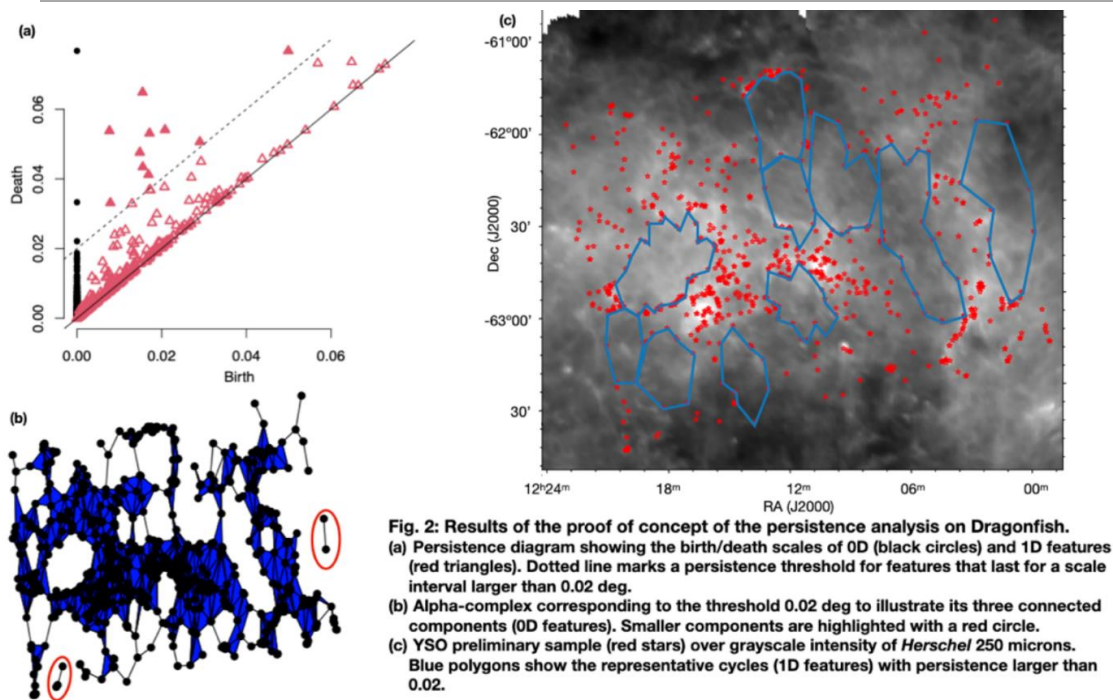 (a)
0.06
0.04
0.02
0.00
Death
0.00
0.02
0.04
0.06
Birth
(b)
(c)
-61°00'
-62°00'
30'
-63°00'
30'
Dec (J2000)
12ʰ24ᵐ
18ᵐ
12ᵐ
06ᵐ
00ᵐ
RA (J2000)
Fig. 2: Results of the proof of concept of the persistence analysis on Dragonfish.
(a) Persistence diagram showing the birth/death scales of 0D (black circles) and 1D features
(red triangles). Dotted line marks a persistence threshold for features that last for a scale
interval larger than 0.02 deg.
(b) Alpha-complex corresponding to the threshold 0.02 deg to illustrate its three connected
components (0D features). Smaller components are highlighted with a red circle.
(c) YSO preliminary sample (red stars) over grayscale intensity of Herschel 250 microns.
Blue polygons show the representative cycles (1D features) with persistence larger than
0.02.